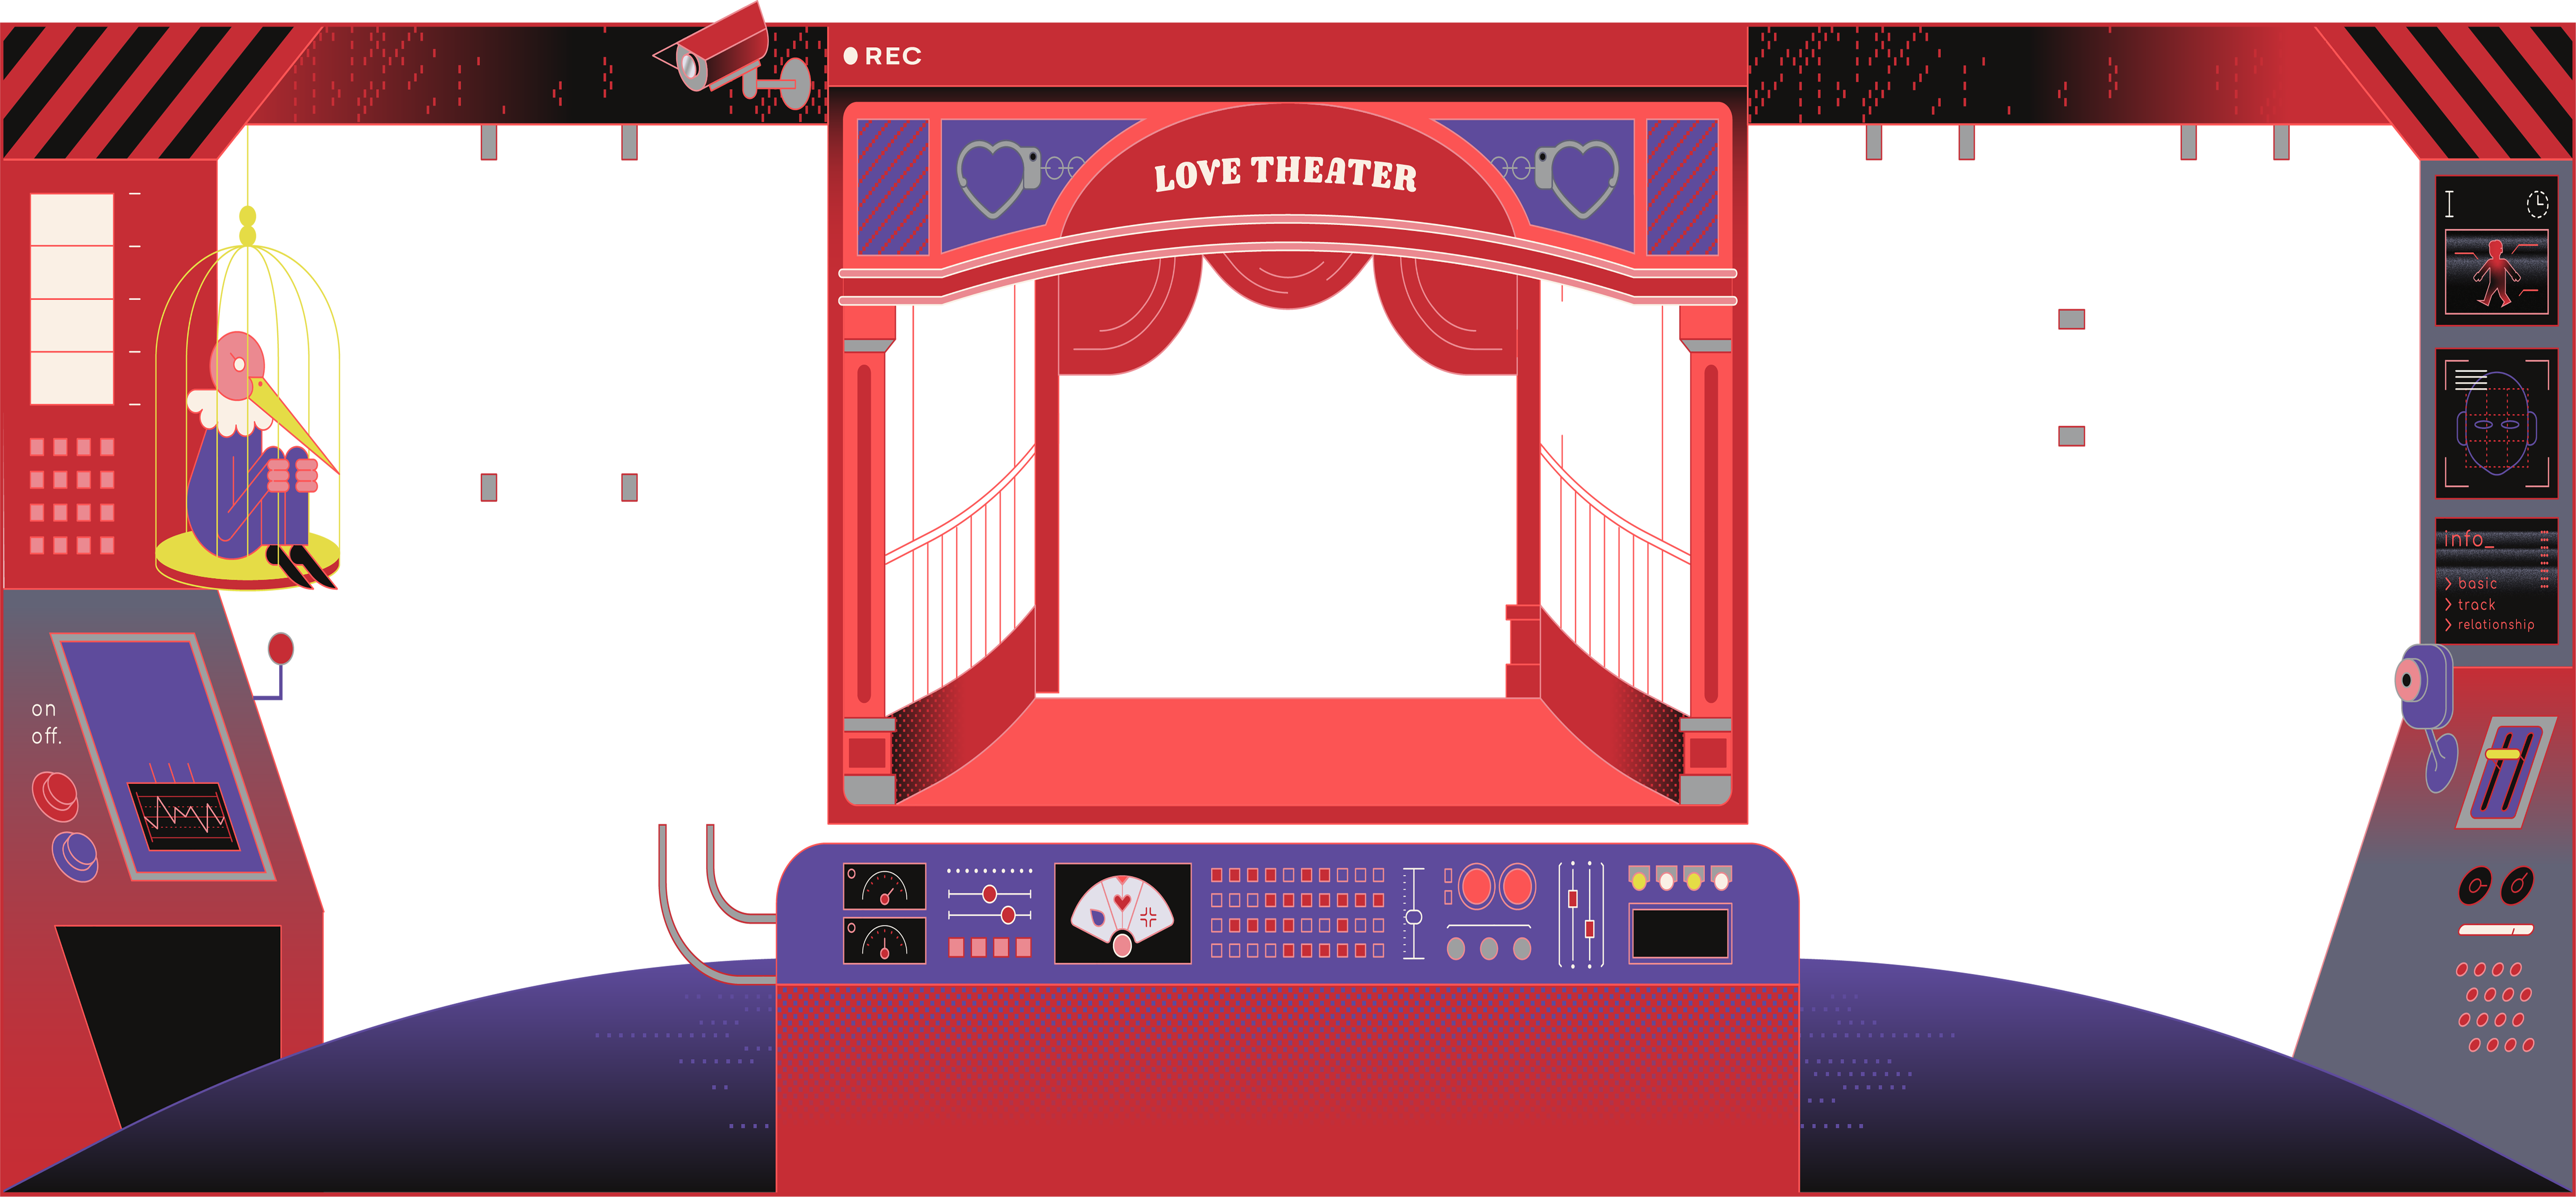 REC
LOVE THEATER
info_
> basic
> track
> relationship
on
off.